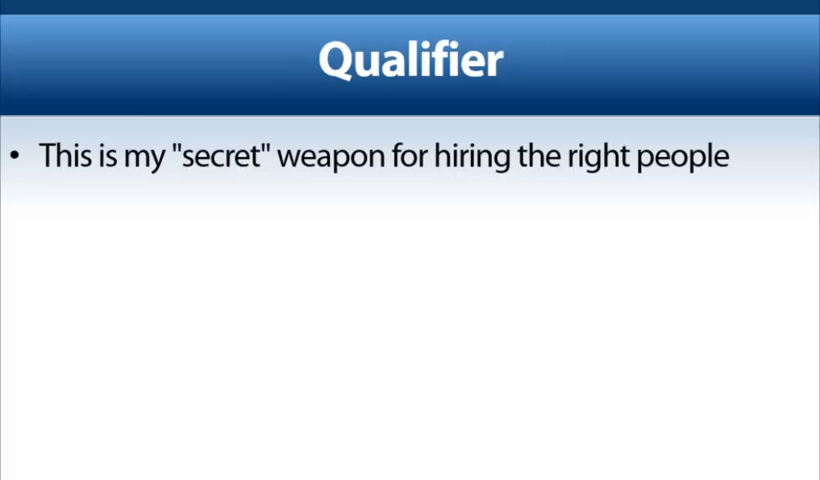 Qualifier
• This is my "secret" weapon for hiring the right people